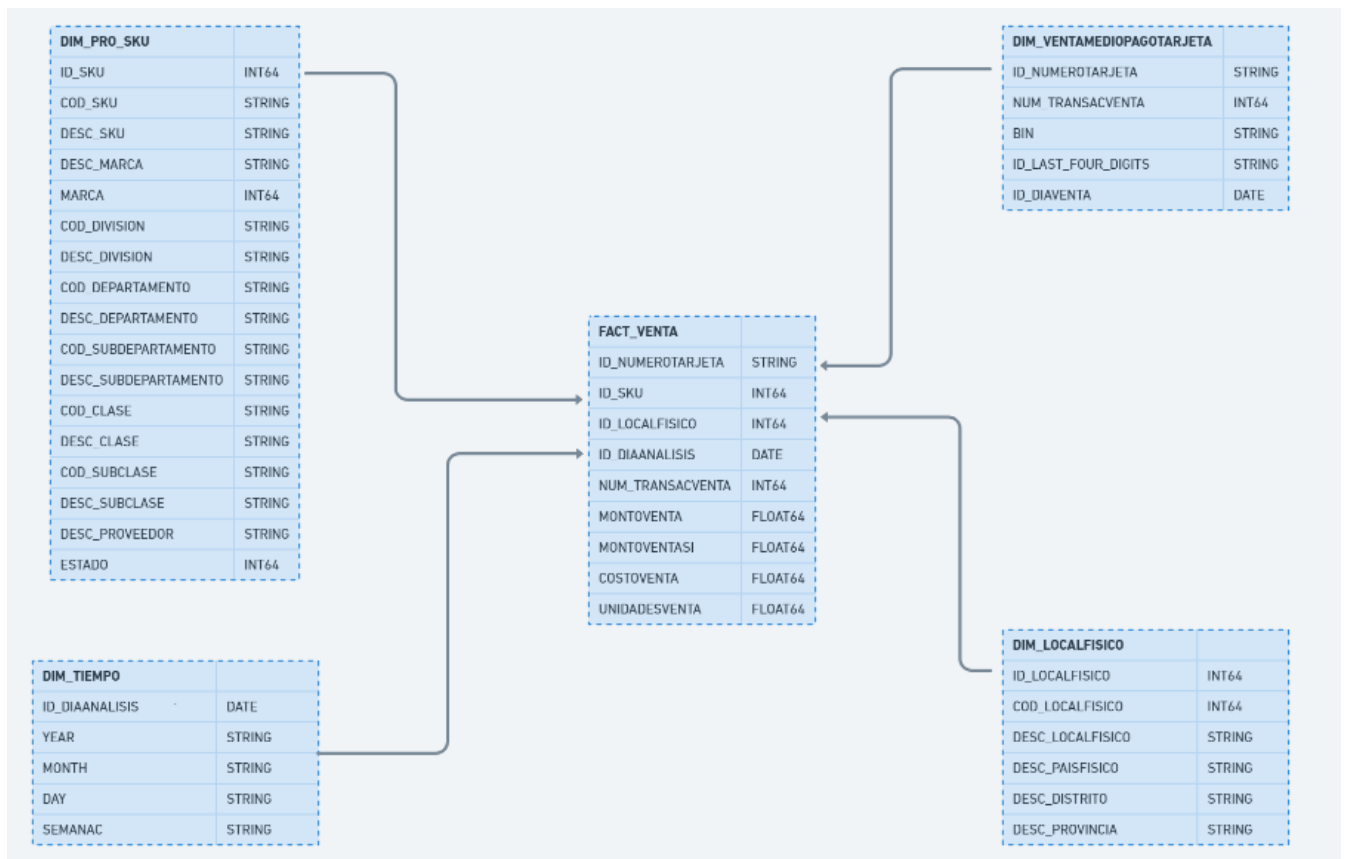 DIM_PRO_SKU
ID_SKU INT64
COD_SKU STRING
DESC_SKU STRING
DESC_MARCA STRING
MARCA INT64
COD_DIVISION STRING
DESC_DIVISION STRING
COD_DEPARTAMENTO STRING
DESC_DEPARTAMENTO STRING
COD_SUBDEPARTAMENTO STRING
DESC_SUBDEPARTAMENTO STRING
COD_CLASE STRING
DESC_CLASE STRING
COD_SUBCLASE STRING
DESC_SUBCLASE STRING
DESC_PROVEEDOR STRING
ESTADO INT64
DIM_VENTAMEDIOPAGOTARJETA
ID_NUMEROTARJETA STRING
NUM_TRANSACVENTA INT64
BIN STRING
ID_LAST_FOUR_DIGITS STRING
ID_DIAVENTA DATE
FACT_VENTA
ID_NUMEROTARJETA STRING
ID_SKU INT64
ID_LOCALFISICO INT64
ID_DIAANALISIS DATE
NUM_TRANSACVENTA INT64
MONTOVENTA FLOAT64
MONTOVENTASI FLOAT64
COSTOVENTA FLOAT64
UNIDADESVENTA FLOAT64
DIM_TIEMPO
ID_DIAANALISIS DATE
YEAR STRING
MONTH STRING
DAY STRING
SEMANAC STRING
DIM_LOCALFISICO
ID_LOCALFISICO INT64
COD_LOCALFISICO INT64
DESC_LOCALFISICO STRING
DESC_PAISFISICO STRING
DESC_DISTRITO STRING
DESC_PROVINCIA STRING